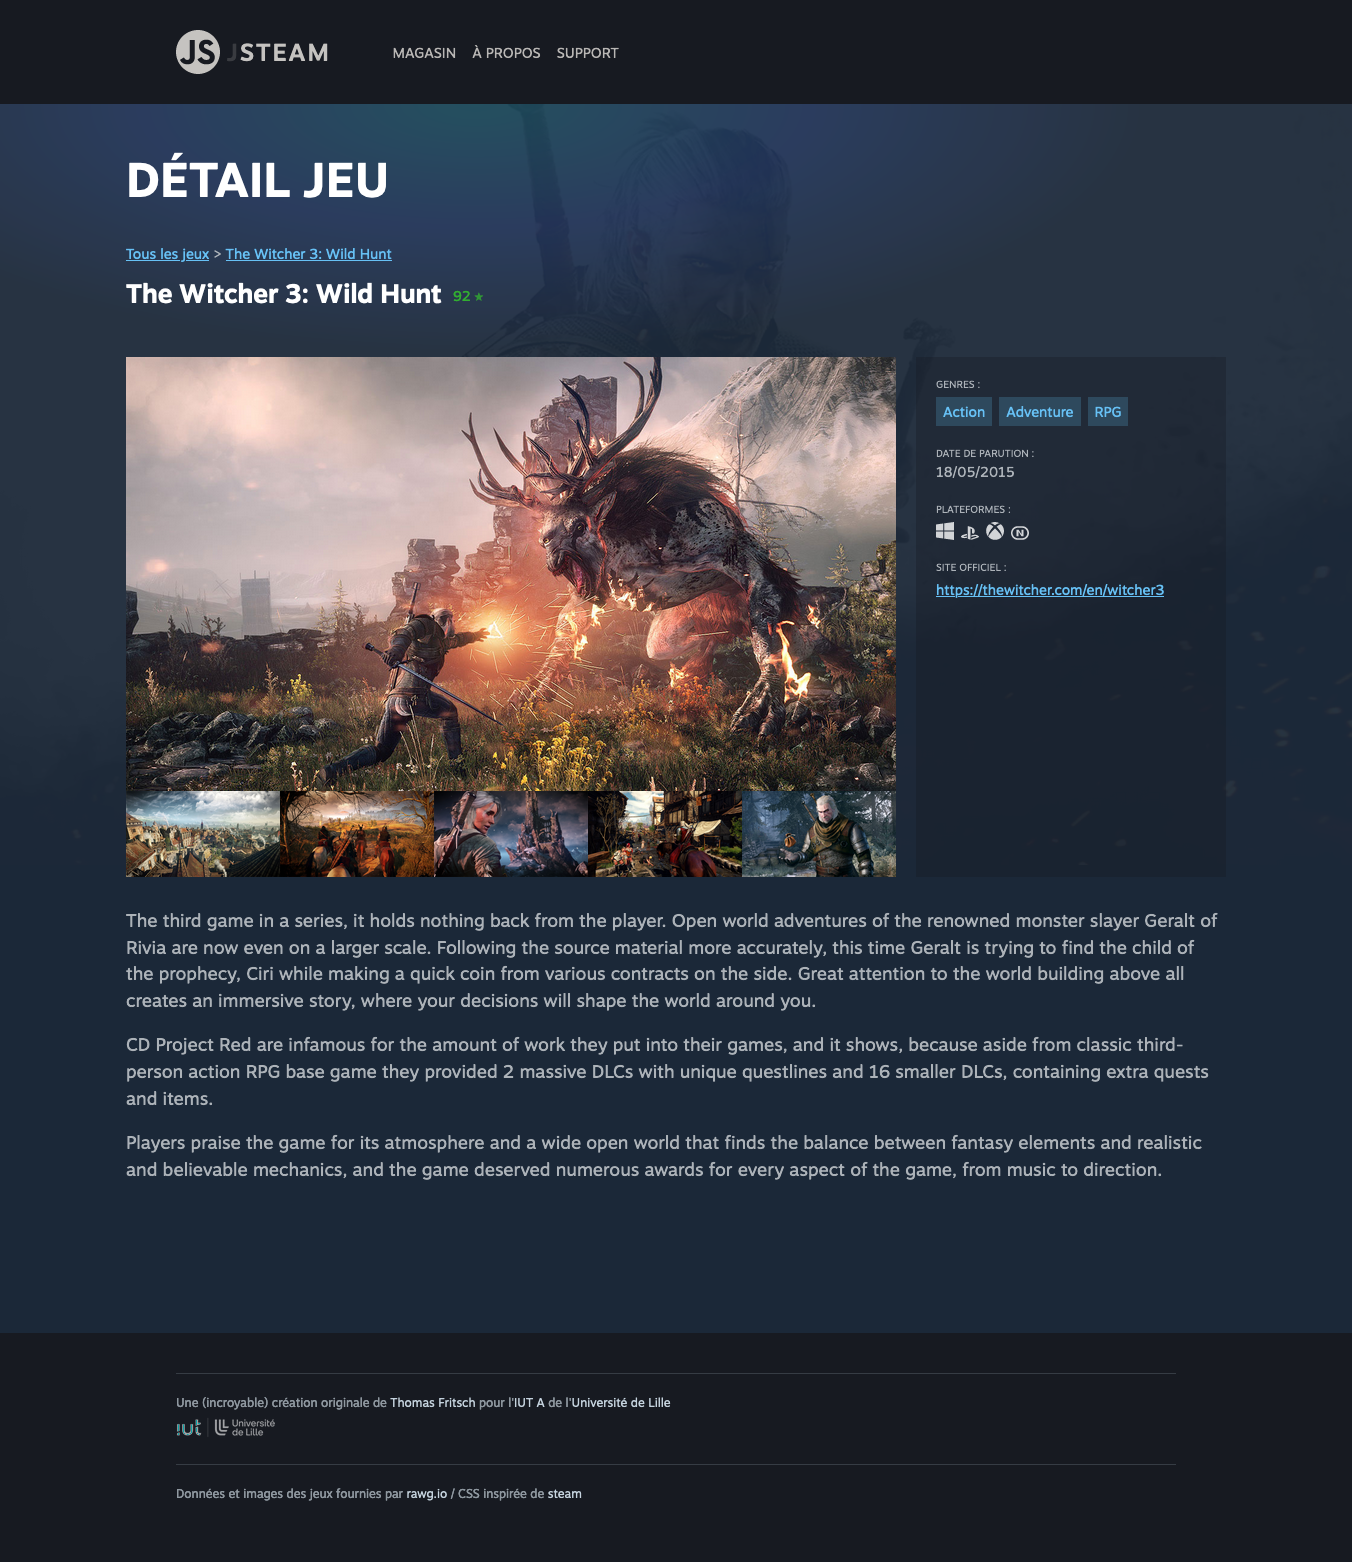 JS JSTEAM
MAGASIN À PROPOS SUPPORT
DÉTAIL JEU
Tous les jeux > The Witcher 3: Wild Hunt
The Witcher 3: Wild Hunt 92 ★
GENRES :
Action Adventure RPG
DATE DE PARUTION :
18/05/2015
PLATEFORMES :
SITE OFFICIEL :
https://thewitcher.com/en/witcher3
The third game in a series, it holds nothing back from the player. Open world adventures of the renowned monster slayer Geralt of
Rivia are now even on a larger scale. Following the source material more accurately, this time Geralt is trying to find the child of
the prophecy, Ciri while making a quick coin from various contracts on the side. Great attention to the world building above all
creates an immersive story, where your decisions will shape the world around you.
CD Project Red are infamous for the amount of work they put into their games, and it shows, because aside from classic third-
person action RPG base game they provided 2 massive DLCs with unique questlines and 16 smaller DLCs, containing extra quests
and items.
Players praise the game for its atmosphere and a wide open world that finds the balance between fantasy elements and realistic
and believable mechanics, and the game deserved numerous awards for every aspect of the game, from music to direction.
Une (incroyable) création originale de Thomas Fritsch pour l'IUT A de l'Université de Lille
iut Université
de Lille
Données et images des jeux fournies par rawg.io / CSS inspirée de steam